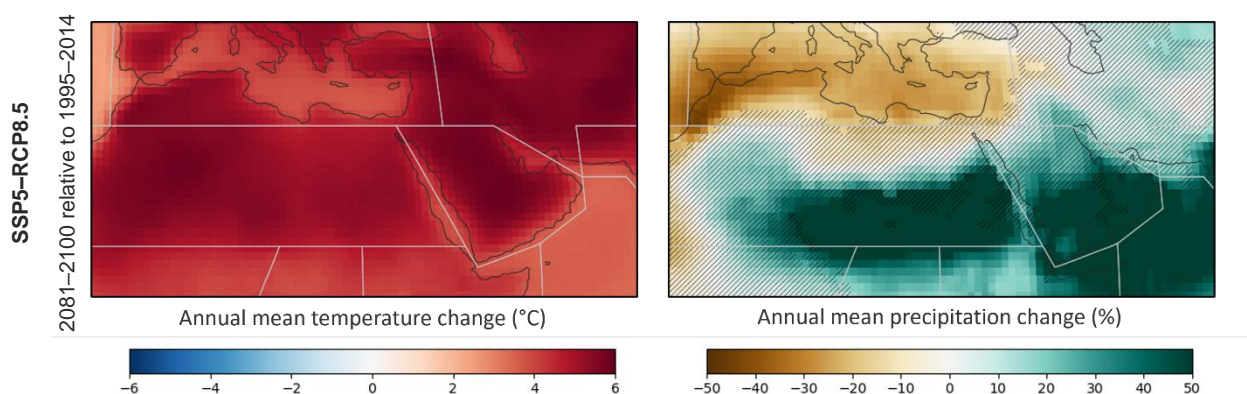 SSP5–RCP8.5
2081–2100 relative to 1995–2014
Annual mean temperature change (°C)
Annual mean precipitation change (%)
−6 −4 −2 0 2 4 6
−50 −40 −30 −20 −10 0 10 20 30 40 50